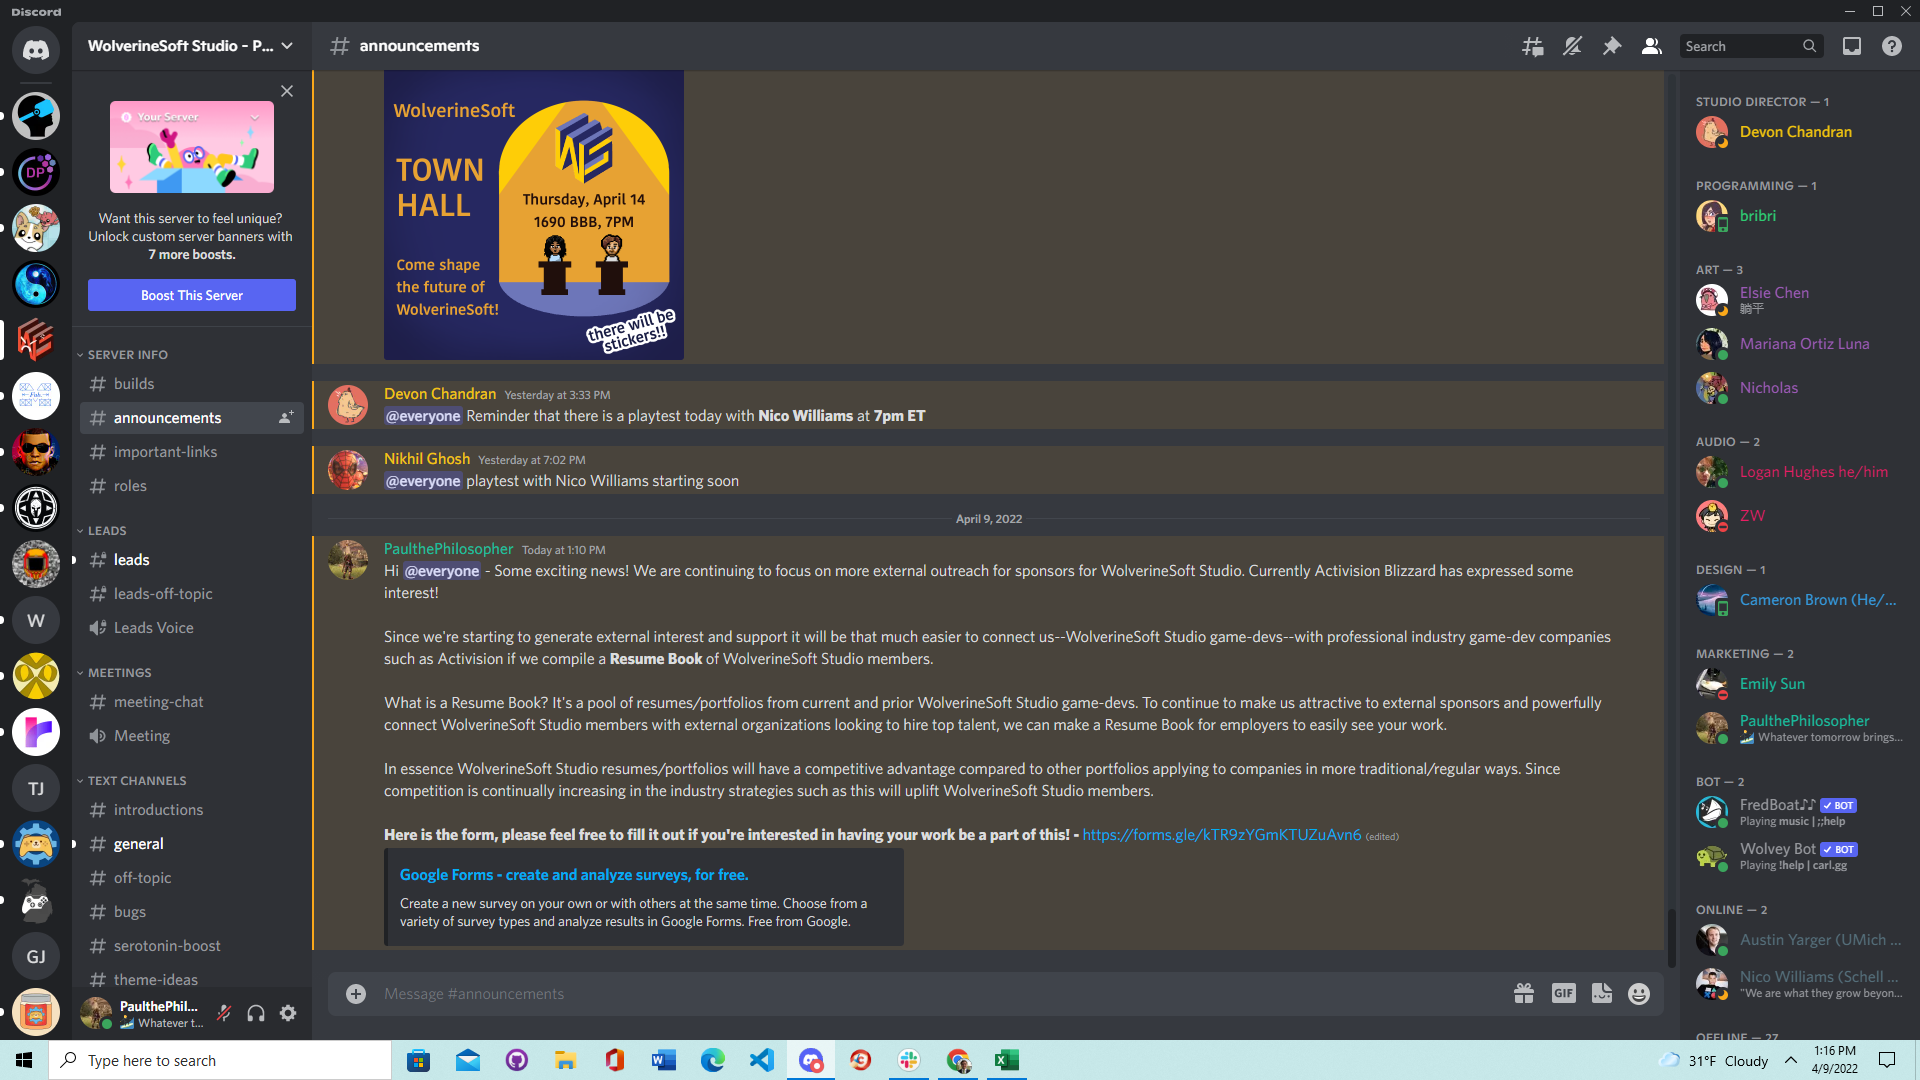 Discord
WolverineSoft Studio - P...
announcements
Search
Your Server
Want this server to feel unique?
Unlock custom server banners with
7 more boosts.
Boost This Server
SERVER INFO
builds
announcements
important-links
roles
LEADS
leads
leads-off-topic
Leads Voice
MEETINGS
meeting-chat
Meeting
TEXT CHANNELS
introductions
general
off-topic
bugs
serotonin-boost
theme-ideas
DP
W
TJ
GJ
PaulthePhil...
Whatever t...
WolverineSoft
TOWN
HALL
Thursday, April 14
1690 BBB, 7PM
Come shape
the future of
WolverineSoft!
there will be
stickers!!
Devon Chandran Yesterday at 3:33 PM
@everyone Reminder that there is a playtest today with Nico Williams at 7pm ET
Nikhil Ghosh Yesterday at 7:02 PM
@everyone playtest with Nico Williams starting soon
April 9, 2022
PaulthePhilosopher Today at 1:10 PM
Hi @everyone - Some exciting news! We are continuing to focus on more external outreach for sponsors for WolverineSoft Studio. Currently Activision Blizzard has expressed some
interest!
Since we're starting to generate external interest and support it will be that much easier to connect us--WolverineSoft Studio game-devs--with professional industry game-dev companies
such as Activision if we compile a Resume Book of WolverineSoft Studio members.
What is a Resume Book? It's a pool of resumes/portfolios from current and prior WolverineSoft Studio game-devs. To continue to make us attractive to external sponsors and powerfully
connect WolverineSoft Studio members with external organizations looking to hire top talent, we can make a Resume Book for employers to easily see your work.
In essence WolverineSoft Studio resumes/portfolios will have a competitive advantage compared to other portfolios applying to companies in more traditional/regular ways. Since
competition is continually increasing in the industry strategies such as this will uplift WolverineSoft Studio members.
Here is the form, please feel free to fill it out if you're interested in having your work be a part of this! - https://forms.gle/kTR9zYGmKTUZuAvn6 (edited)
Google Forms - create and analyze surveys, for free.
Create a new survey on your own or with others at the same time. Choose from a
variety of survey types and analyze results in Google Forms. Free from Google.
Message #announcements
GIF
STUDIO DIRECTOR — 1
Devon Chandran
PROGRAMMING — 1
bribri
ART — 3
Elsie Chen
躺平
Mariana Ortiz Luna
Nicholas
AUDIO — 2
Logan Hughes he/him
ZW
DESIGN — 1
Cameron Brown (He/...
MARKETING — 2
Emily Sun
PaulthePhilosopher
Whatever tomorrow brings...
BOT — 2
FredBoat♪♪ BOT
Playing music | ;;help
Wolvey Bot BOT
Playing !help | carl.gg
ONLINE — 2
Austin Yarger (UMich ...
Nico Williams (Schell ...
"We are what they grow beyon...
OFFLINE — 27
Type here to search
31°F Cloudy
1:16 PM
4/9/2022